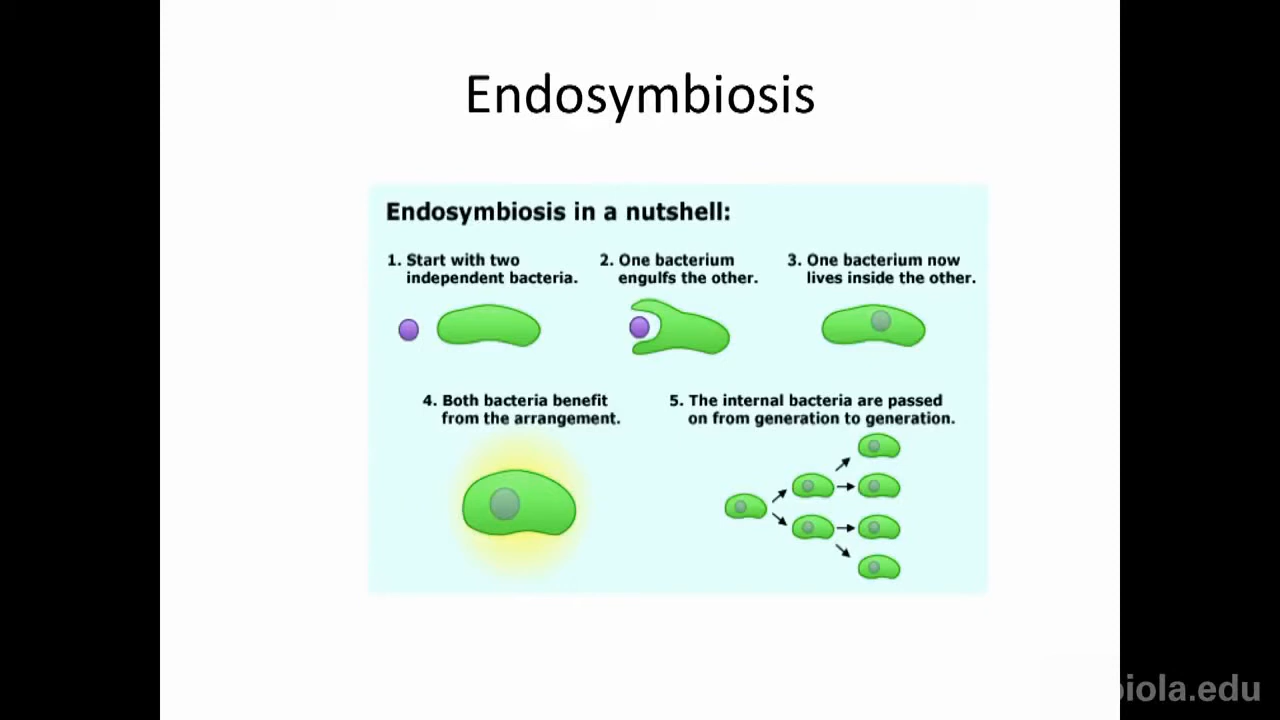 Endosymbiosis
Endosymbiosis in a nutshell:
1. Start with two
independent bacteria.
2. One bacterium
engulfs the other.
3. One bacterium now
lives inside the other.
4. Both bacteria benefit
from the arrangement.
5. The internal bacteria are passed
on from generation to generation.
biola.edu